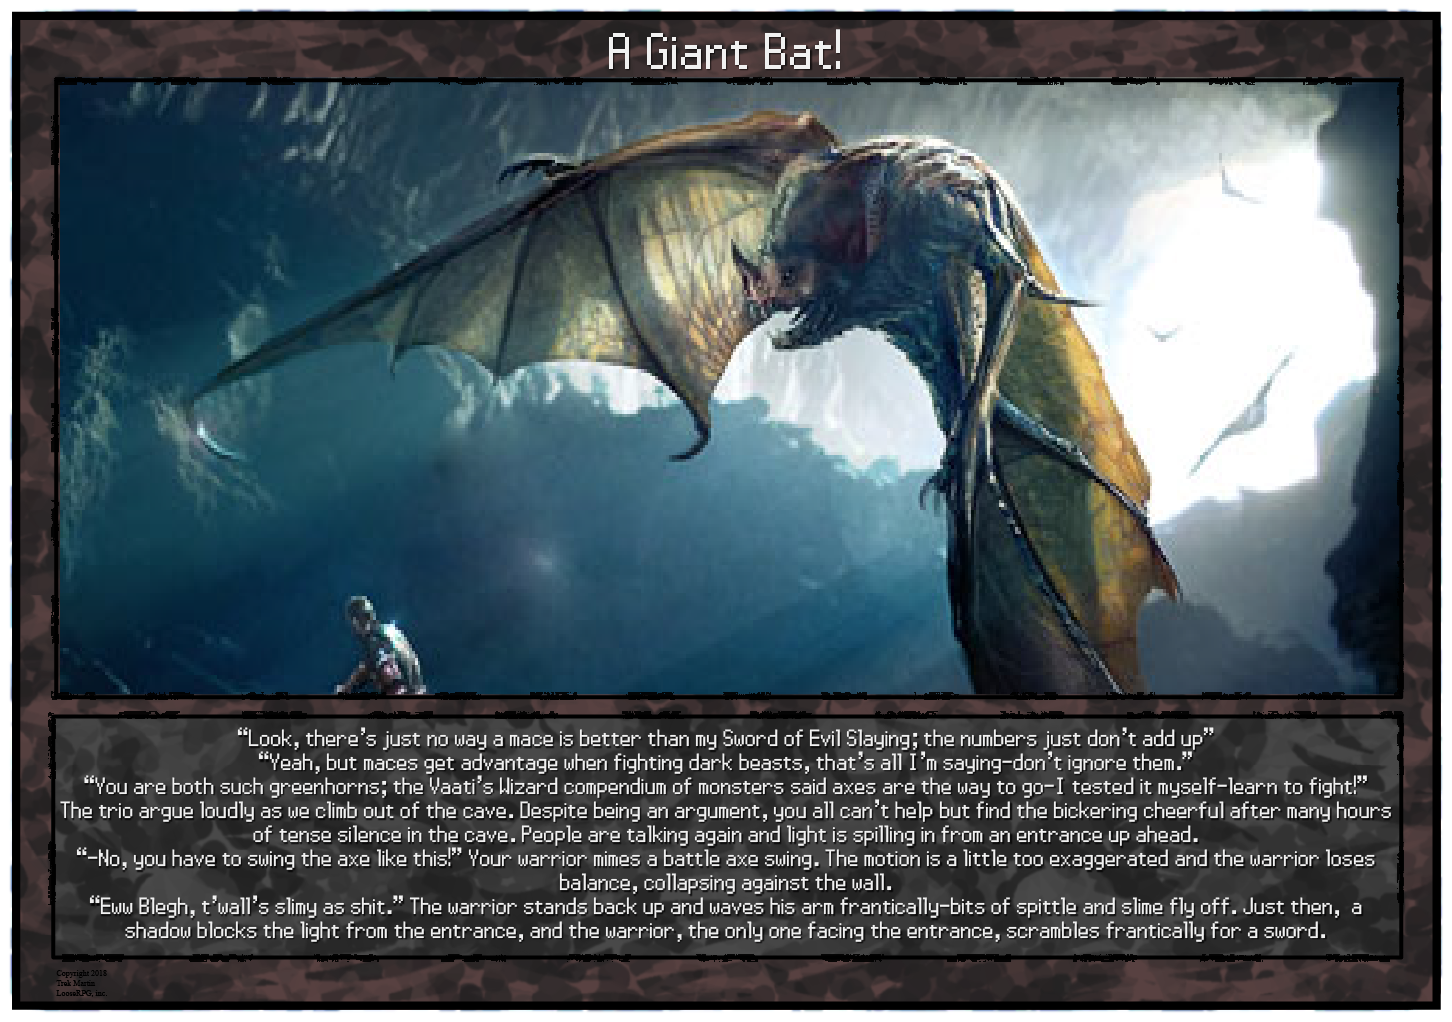 A Giant Bat!
“Look, there's just no way a mace is better than my Sword of Evil Slaying; the numbers just don't add up”
“Yeah, but maces get advantage when fighting dark beasts, that's all I'm saying-don't ignore them.”
“You are both such greenhorns; the Vaati's Wizard compendium of monsters said axes are the way to go-I tested it myself-learn to fight!”
The trio argue loudly as we climb out of the cave. Despite being an argument, you all can't help but find the bickering cheerful after many hours
of tense silence in the cave. People are talking again and light is spilling in from an entrance up ahead.
“-No, you have to swing the axe like this!” Your warrior mimes a battle axe swing. The motion is a little too exaggerated and the warrior loses
balance, collapsing against the wall.
“Eww Blegh, t'wall's slimy as shit.” The warrior stands back up and waves his arm frantically-bits of spittle and slime fly off. Just then, a
shadow blocks the light from the entrance, and the warrior, the only one facing the entrance, scrambles frantically for a sword.
Copyright 2018
Trak Martin
LoossRPG, inc.